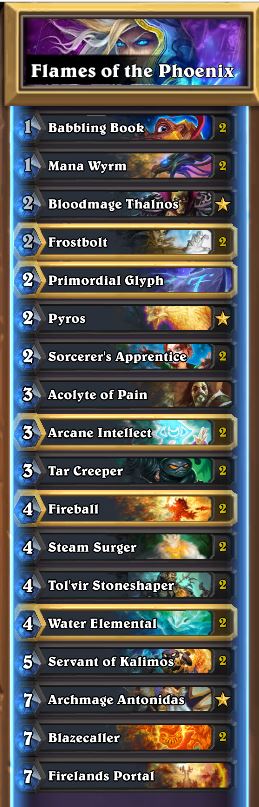 Flames of the Phoenix
1 Babbling Book 2
1 Mana Wyrm 2
2 Bloodmage Thalnos
2 Frostbolt 2
2 Primordial Glyph
2 Pyros
2 Sorcerer's Apprentice 2
3 Acolyte of Pain
3 Arcane Intellect 2
3 Tar Creeper 2
4 Fireball 2
4 Steam Surger 2
4 Tol'vir Stoneshaper 2
4 Water Elemental 2
5 Servant of Kalimos 2
7 Archmage Antonidas
7 Blazecaller 2
7 Firelands Portal